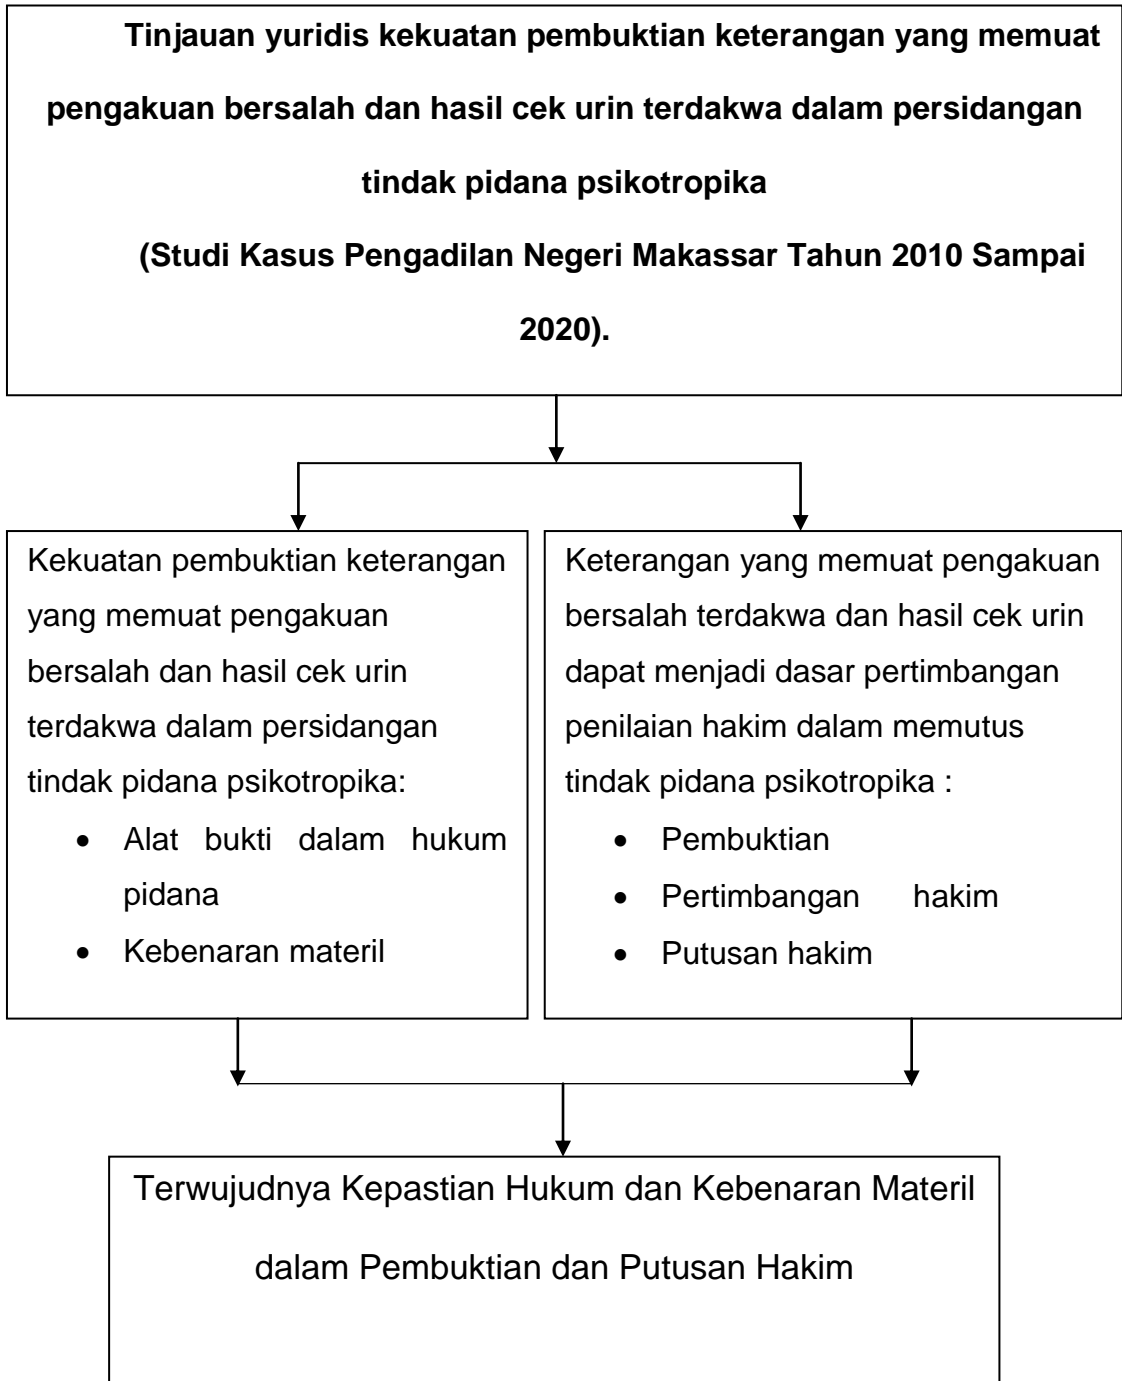 Tinjauan yuridis kekuatan pembuktian keterangan yang memuat
pengakuan bersalah dan hasil cek urin terdakwa dalam persidangan
tindak pidana psikotropika
(Studi Kasus Pengadilan Negeri Makassar Tahun 2010 Sampai
2020).
Kekuatan pembuktian keterangan
yang memuat pengakuan
bersalah dan hasil cek urin
terdakwa dalam persidangan
tindak pidana psikotropika:
• Alat bukti dalam hukum
pidana
• Kebenaran materil
Keterangan yang memuat pengakuan
bersalah terdakwa dan hasil cek urin
dapat menjadi dasar pertimbangan
penilaian hakim dalam memutus
tindak pidana psikotropika :
• Pembuktian
• Pertimbangan hakim
• Putusan hakim
Terwujudnya Kepastian Hukum dan Kebenaran Materil
dalam Pembuktian dan Putusan Hakim